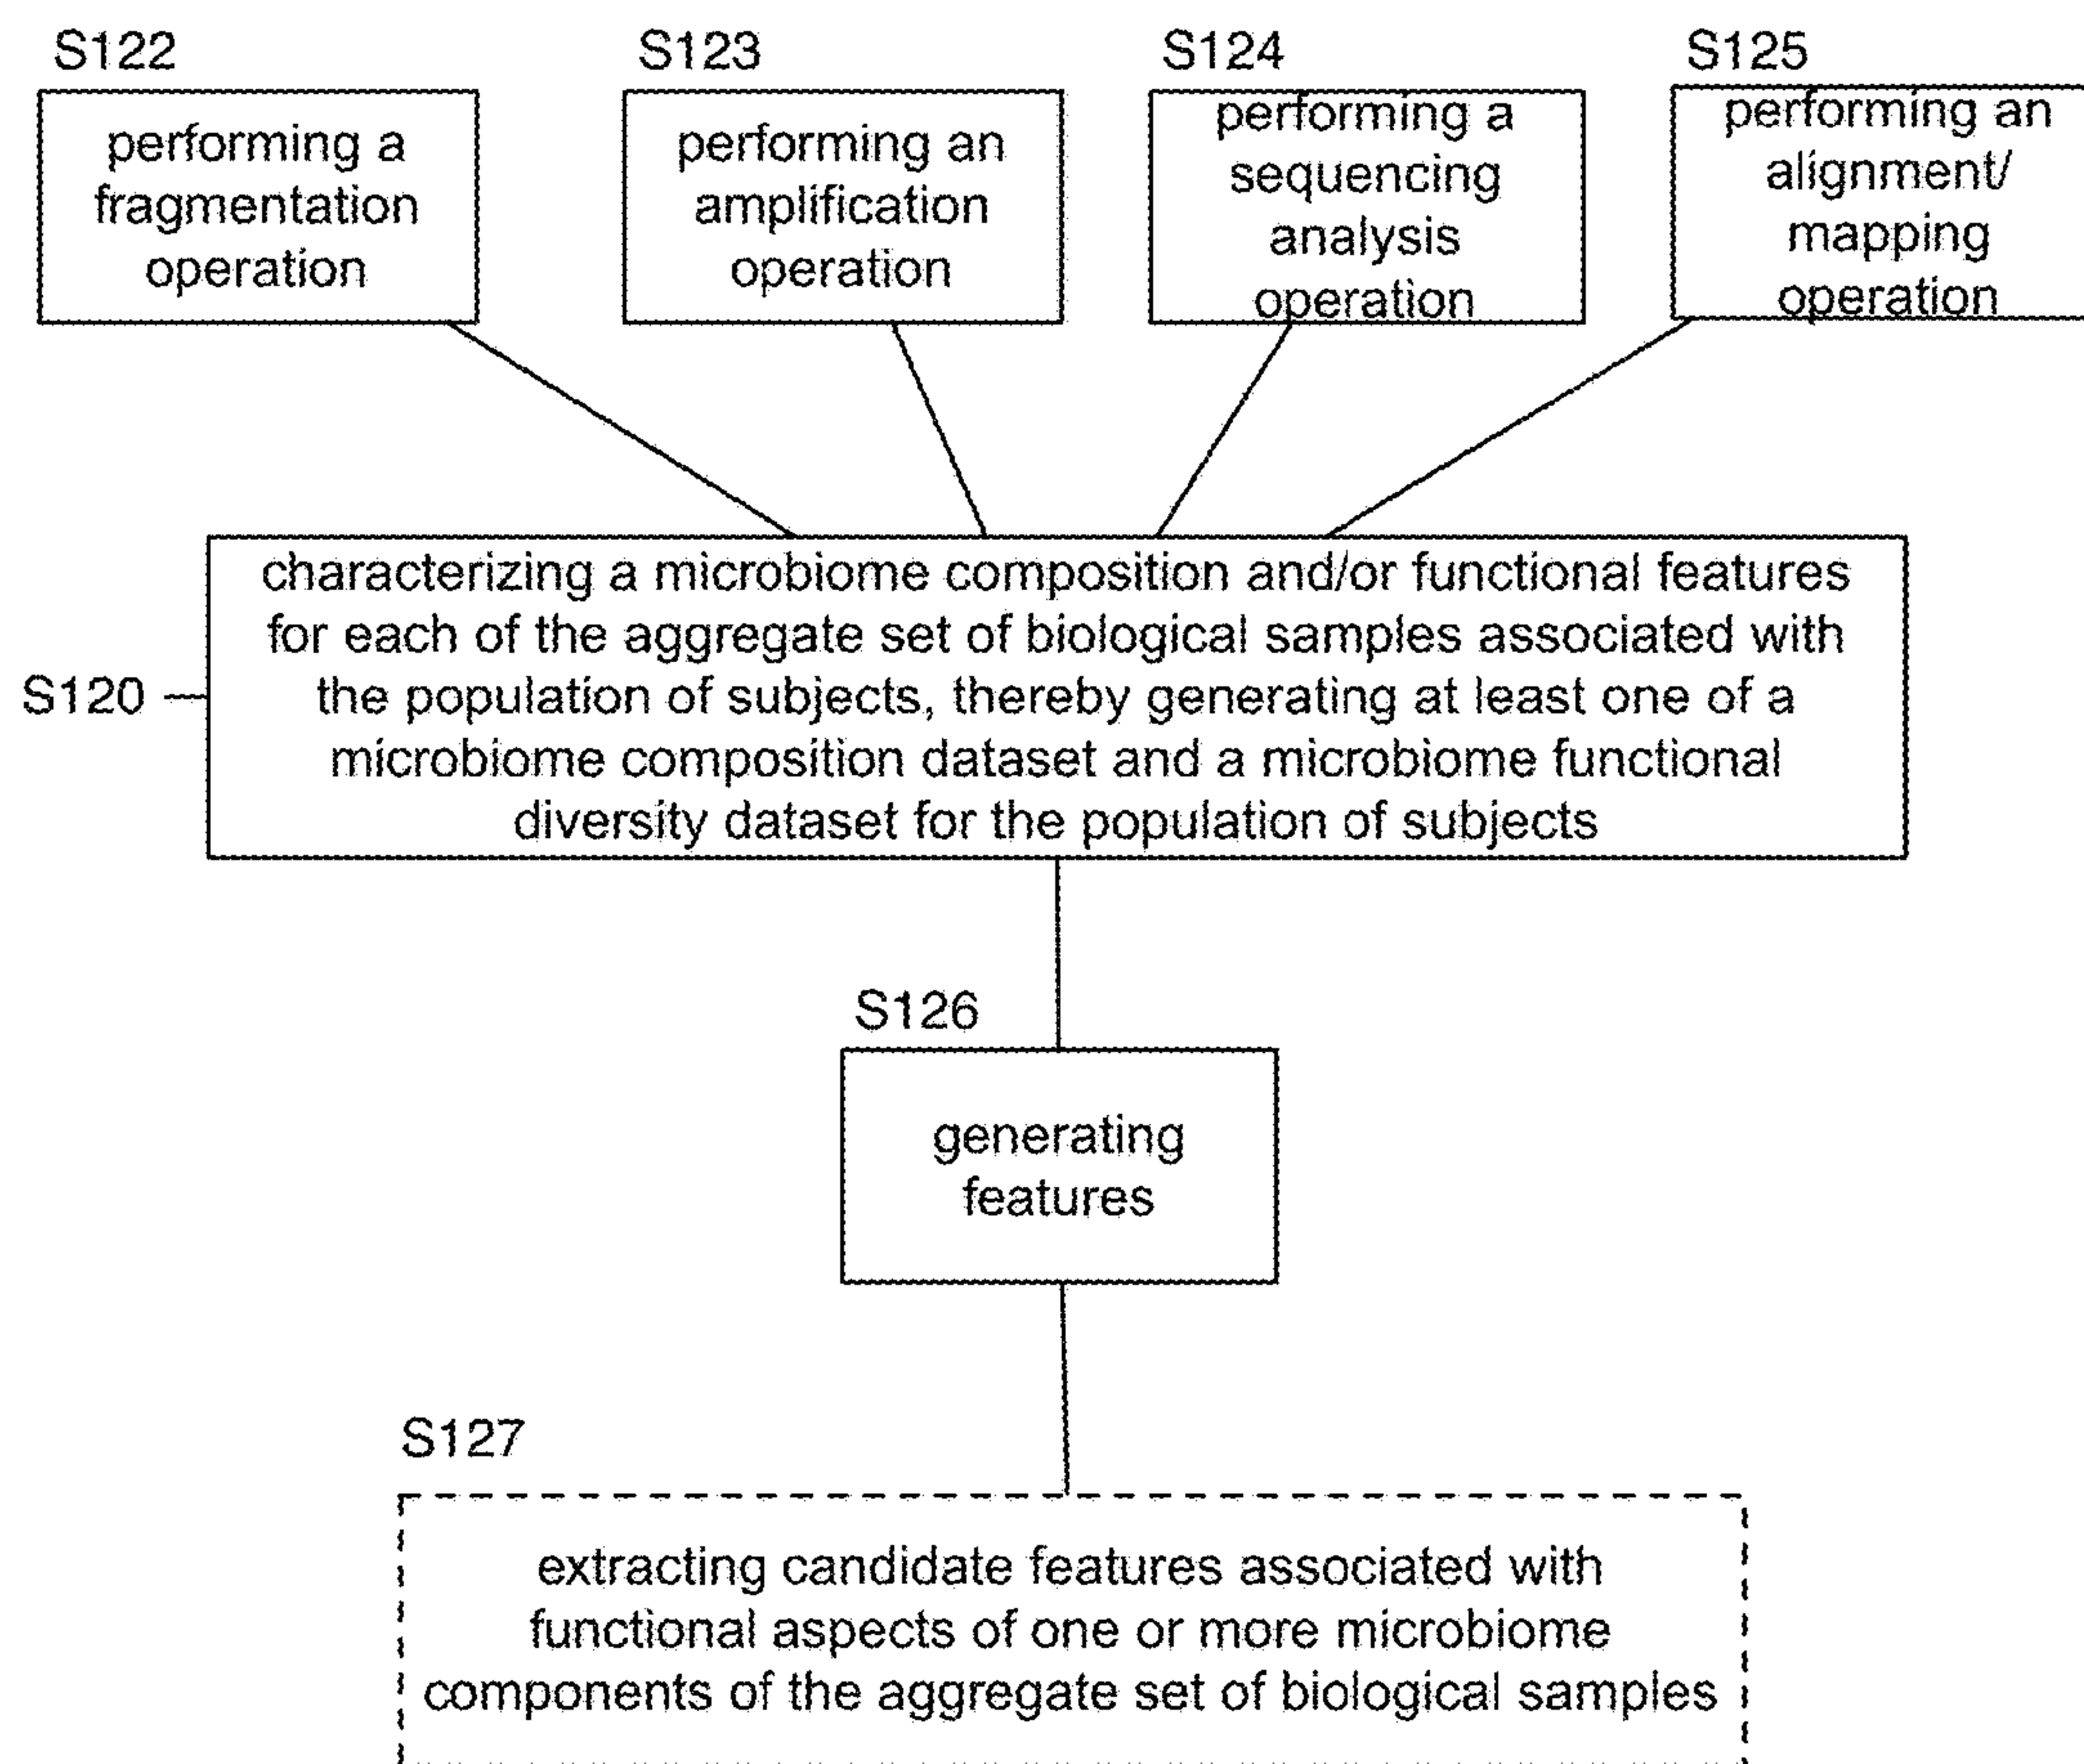 S122
performing a
fragmentation
operation
S123
performing an
amplification
operation
S124
performing a
sequencing
analysis
operation
S125
performing an
alignment/
mapping
operation
S120
characterizing a microbiome composition and/or functional features
for each of the aggregate set of biological samples associated with
the population of subjects, thereby generating at least one of a
microbiome composition dataset and a microbiome functional
diversity dataset for the population of subjects
S126
generating
features
S127
extracting candidate features associated with
functional aspects of one or more microbiome
components of the aggregate set of biological samples